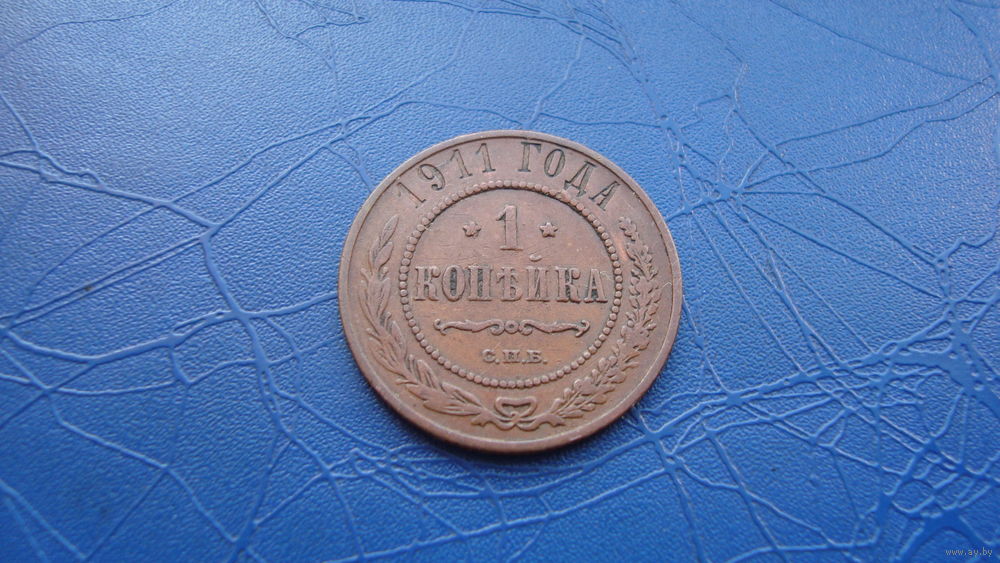 1911 ГОДА
* 1 *
КОПѢЙКА
С.П.Б.
www.ay.by